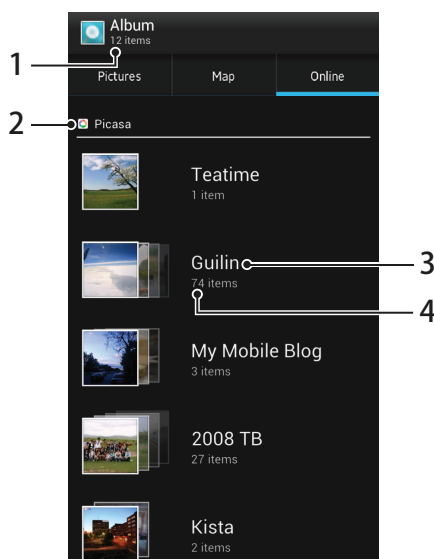 Album
12 items
1
Pictures Map Online
2
Picasa
Teatime
1 item
Guilin
3
74 items
4
My Mobile Blog
3 items
2008 TB
27 items
Kista
2 items